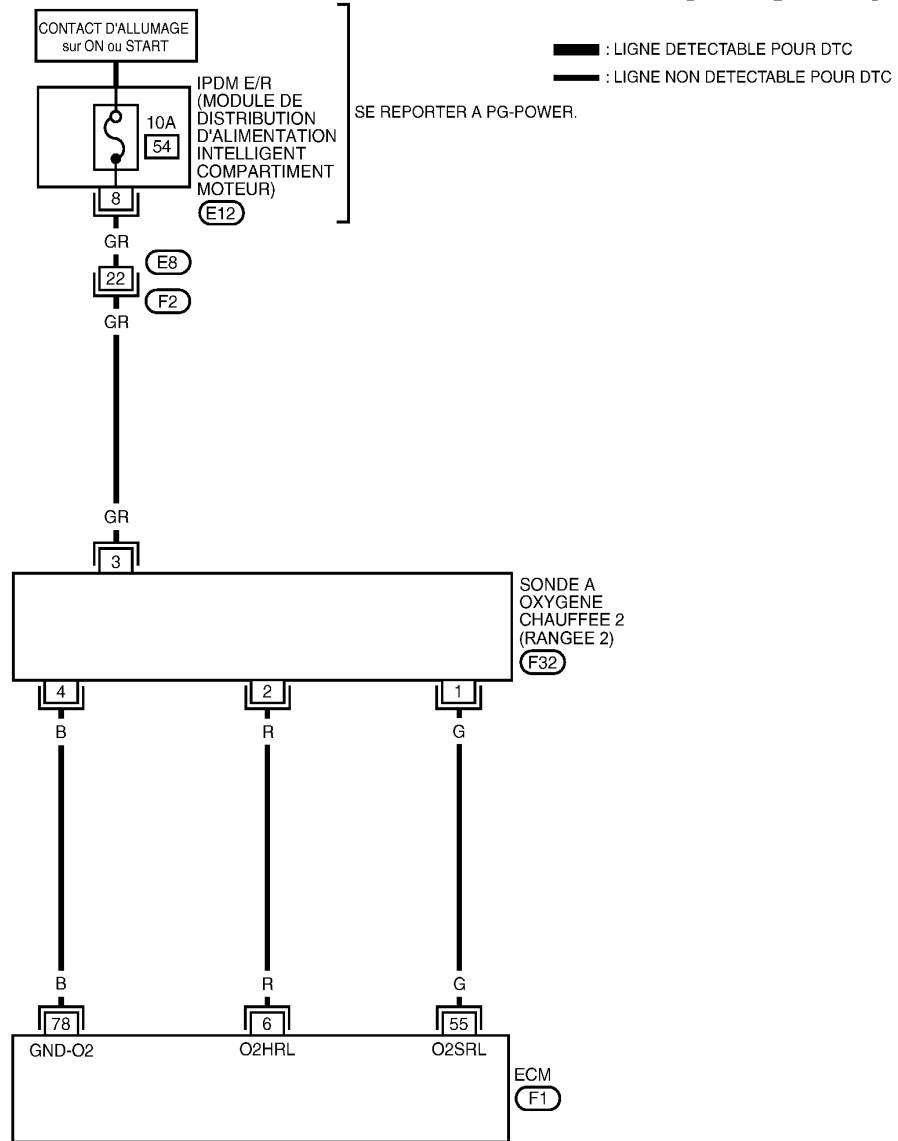 CONTACT D'ALLUMAGE
sur ON ou START
: LIGNE DETECTABLE POUR DTC
: LIGNE NON DETECTABLE POUR DTC
IPDM E/R
(MODULE DE
DISTRIBUTION
D'ALIMENTATION
INTELLIGENT
COMPARTIMENT
MOTEUR)
E12
SE REPORTER A PG-POWER.
10A
54
8
GR
E8
22
F2
GR
GR
3
SONDE A
OXYGENE
CHAUFFEE 2
(RANGEE 2)
F32
4 2 1
B R G
B R G
78 6 55
GND-O2 O2HRL O2SRL
ECM
F1